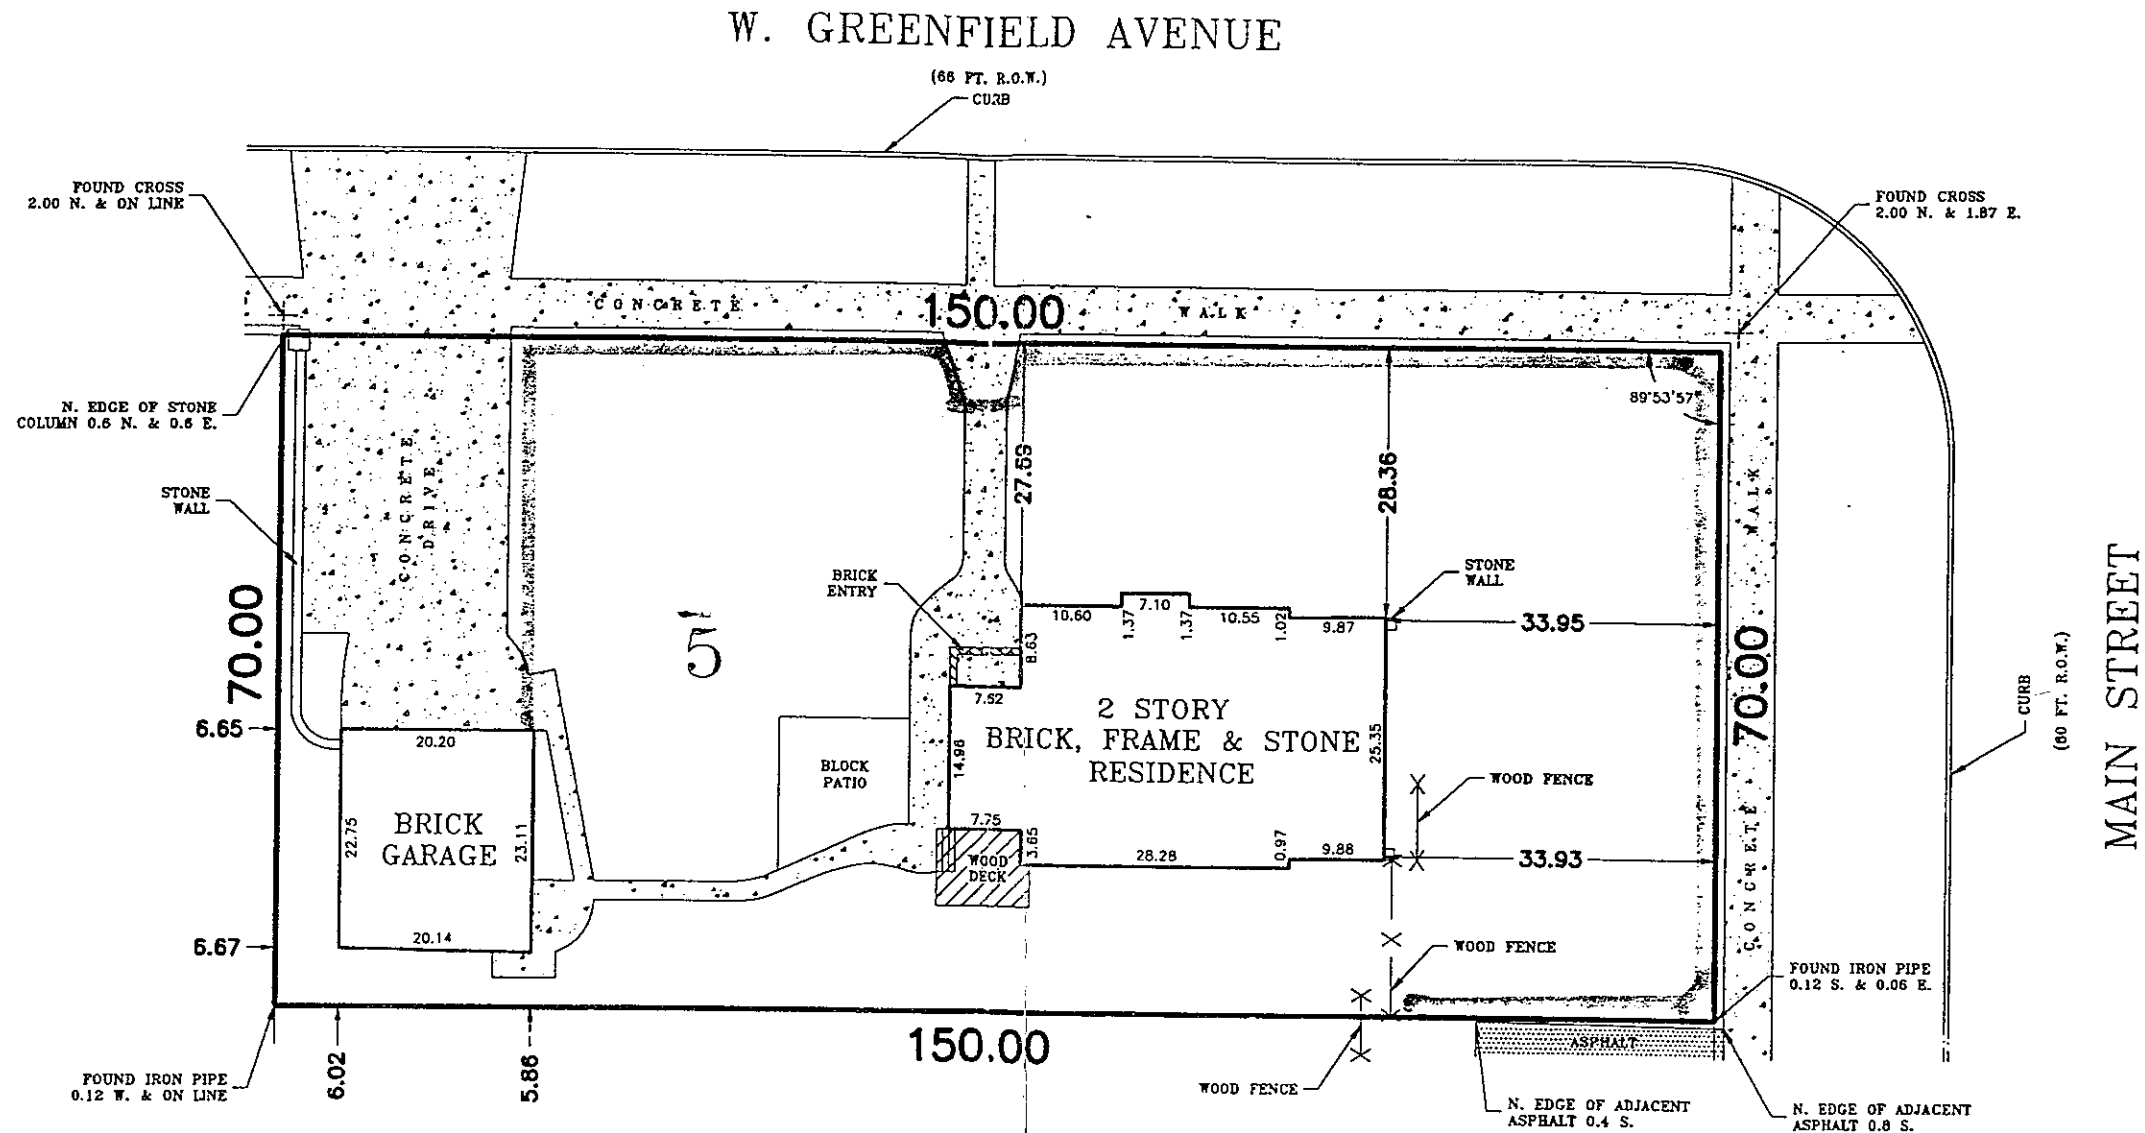 W. GREENFIELD AVENUE
(66 FT. R.O.W.)
CURB
FOUND CROSS
2.00 N. & ON LINE
FOUND CROSS
2.00 N. & 1.87 E.
CONCRETE
150.00
WALK
N. EDGE OF STONE
COLUMN 0.6 N. & 0.6 E.
89°53'57"
CONCRETE
DRIVE
27.69
28.36
WALK
STONE
WALL
BRICK
ENTRY
STONE
WALL
70.00
5
10.60
1.37
7.10
1.37
10.55
1.02
9.87
33.95
8.63
7.52
70.00
MAIN STREET
(60 FT. R.O.W.)
CURB
6.65
20.20
2 STORY
BRICK, FRAME & STONE
RESIDENCE
14.96
25.35
BLOCK
PATIO
WOOD FENCE
22.75
BRICK
GARAGE
23.11
7.75
3.65
WOOD
DECK
28.28
0.97
9.88
33.93
CONCRETE
6.67
20.14
WOOD FENCE
FOUND IRON PIPE
0.12 S. & 0.06 E.
150.00
ASPHALT
6.02
5.86
FOUND IRON PIPE
0.12 W. & ON LINE
WOOD FENCE
N. EDGE OF ADJACENT
ASPHALT 0.4 S.
N. EDGE OF ADJACENT
ASPHALT 0.8 S.